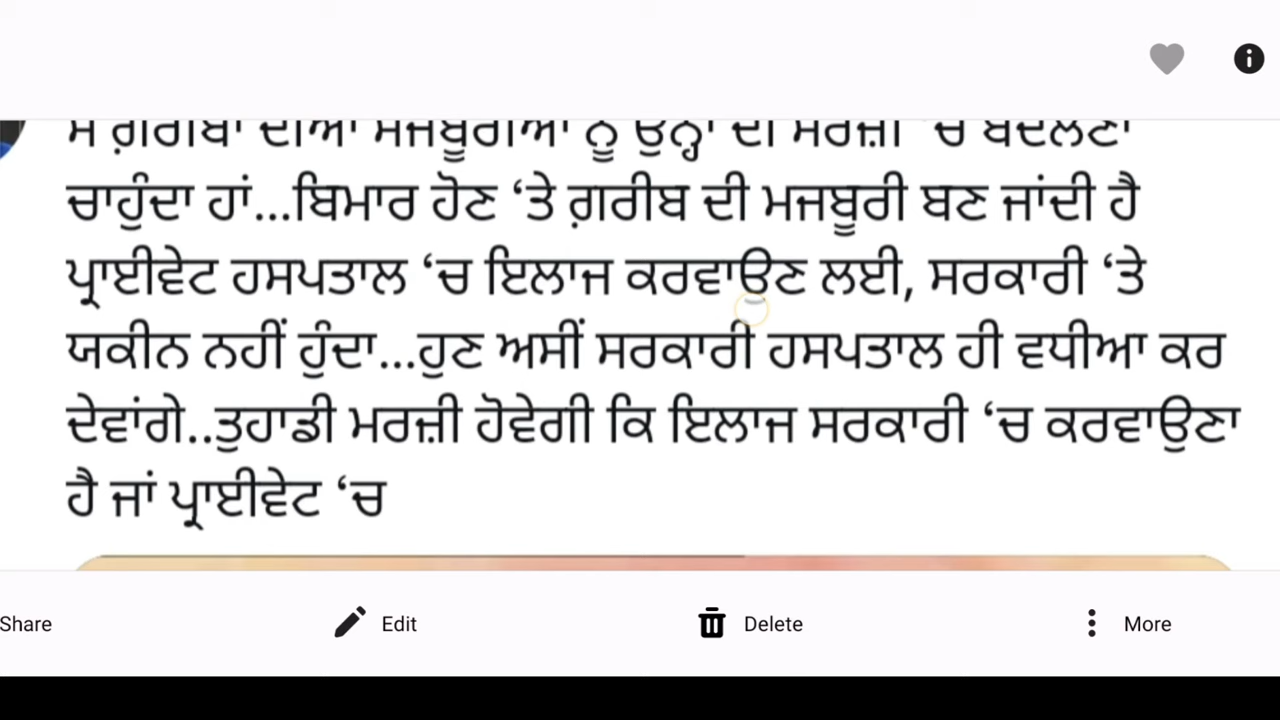 ਮੈਂ ਗ਼ਰੀਬਾਂ ਦੀਆਂ ਮਜਬੂਰੀਆਂ ਨੂੰ ਉਨ੍ਹਾਂ ਦੀ ਮਰਜ਼ੀ ‘ਚ ਬਦਲਣਾ
ਚਾਹੁੰਦਾ ਹਾਂ...ਬਿਮਾਰ ਹੋਣ ‘ਤੇ ਗ਼ਰੀਬ ਦੀ ਮਜਬੂਰੀ ਬਣ ਜਾਂਦੀ ਹੈ
ਪ੍ਰਾਈਵੇਟ ਹਸਪਤਾਲ ‘ਚ ਇਲਾਜ ਕਰਵਾਉਣ ਲਈ, ਸਰਕਾਰੀ ‘ਤੇ
ਯਕੀਨ ਨਹੀਂ ਹੁੰਦਾ...ਹੁਣ ਅਸੀਂ ਸਰਕਾਰੀ ਹਸਪਤਾਲ ਹੀ ਵਧੀਆ ਕਰ
ਦੇਵਾਂਗੇ..ਤੁਹਾਡੀ ਮਰਜ਼ੀ ਹੋਵੇਗੀ ਕਿ ਇਲਾਜ ਸਰਕਾਰੀ ‘ਚ ਕਰਵਾਉਣਾ
ਹੈ ਜਾਂ ਪ੍ਰਾਈਵੇਟ ‘ਚ
Share Edit Delete More